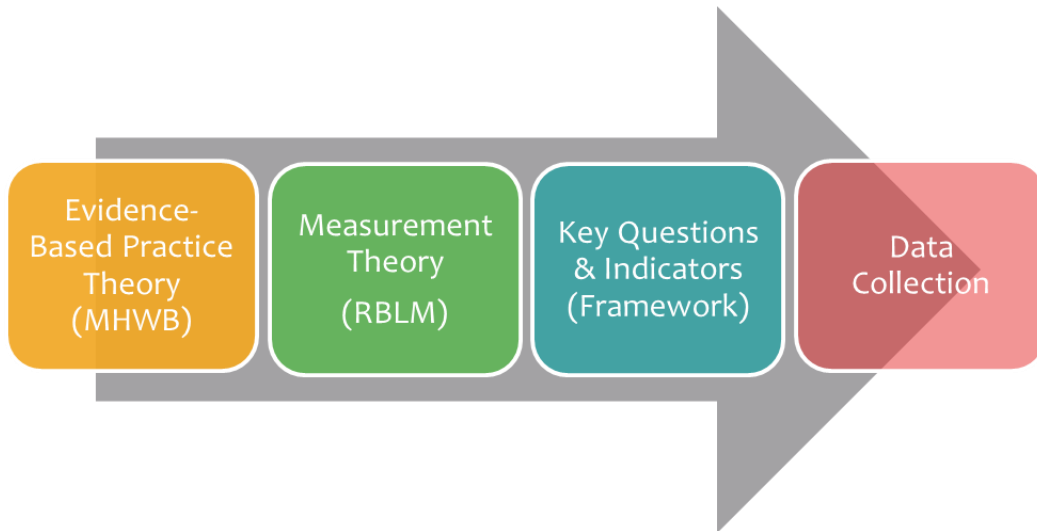 Evidence-
Based Practice
Theory
(MHWB)
Measurement
Theory
(RBLM)
Key Questions
& Indicators
(Framework)
Data
Collection